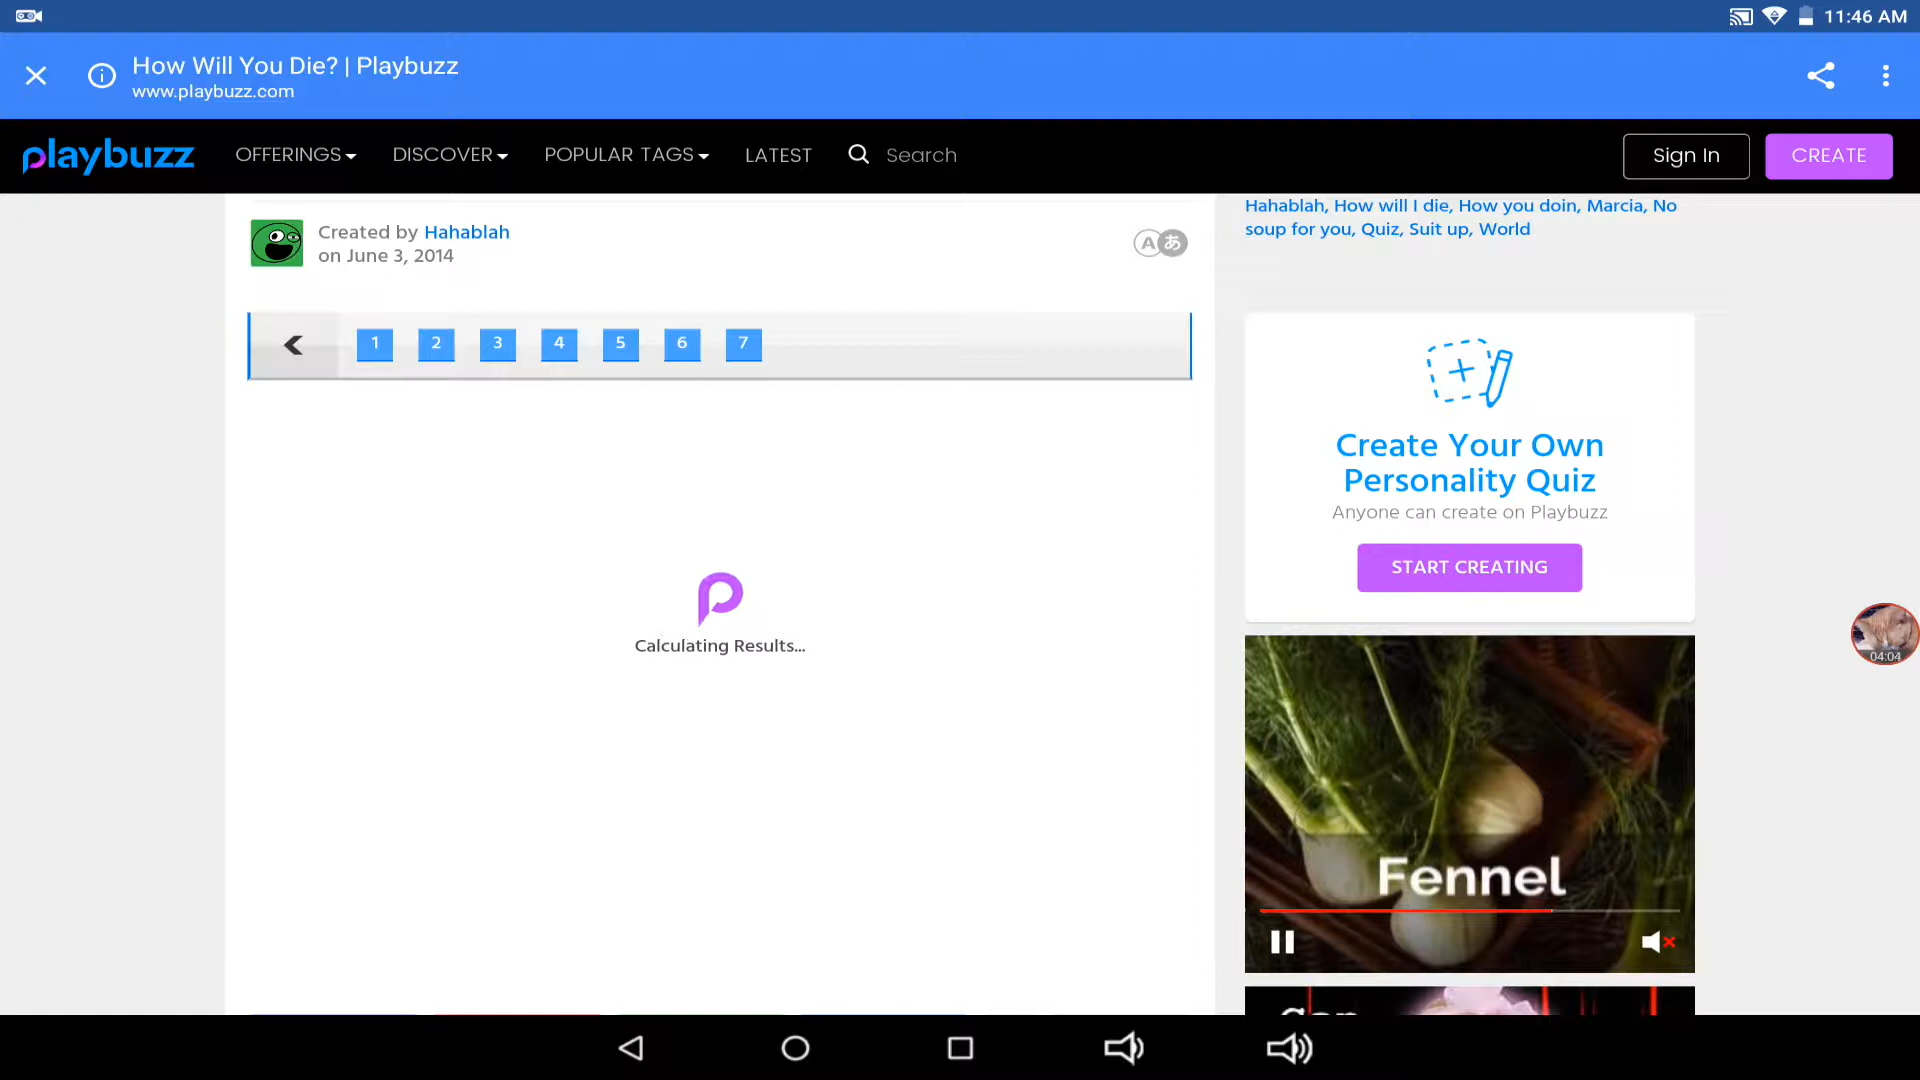 11:46 AM
How Will You Die? | Playbuzz
www.playbuzz.com
playbuzz OFFERINGS DISCOVER POPULAR TAGS LATEST Search Sign In CREATE
Created by Hahablah
on June 3, 2014
A あ
Hahablah, How will I die, How you doin, Marcia, No
soup for you, Quiz, Suit up, World
1 2 3 4 5 6 7
Create Your Own
Personality Quiz
Anyone can create on Playbuzz
START CREATING
Calculating Results...
04:04
Fennel